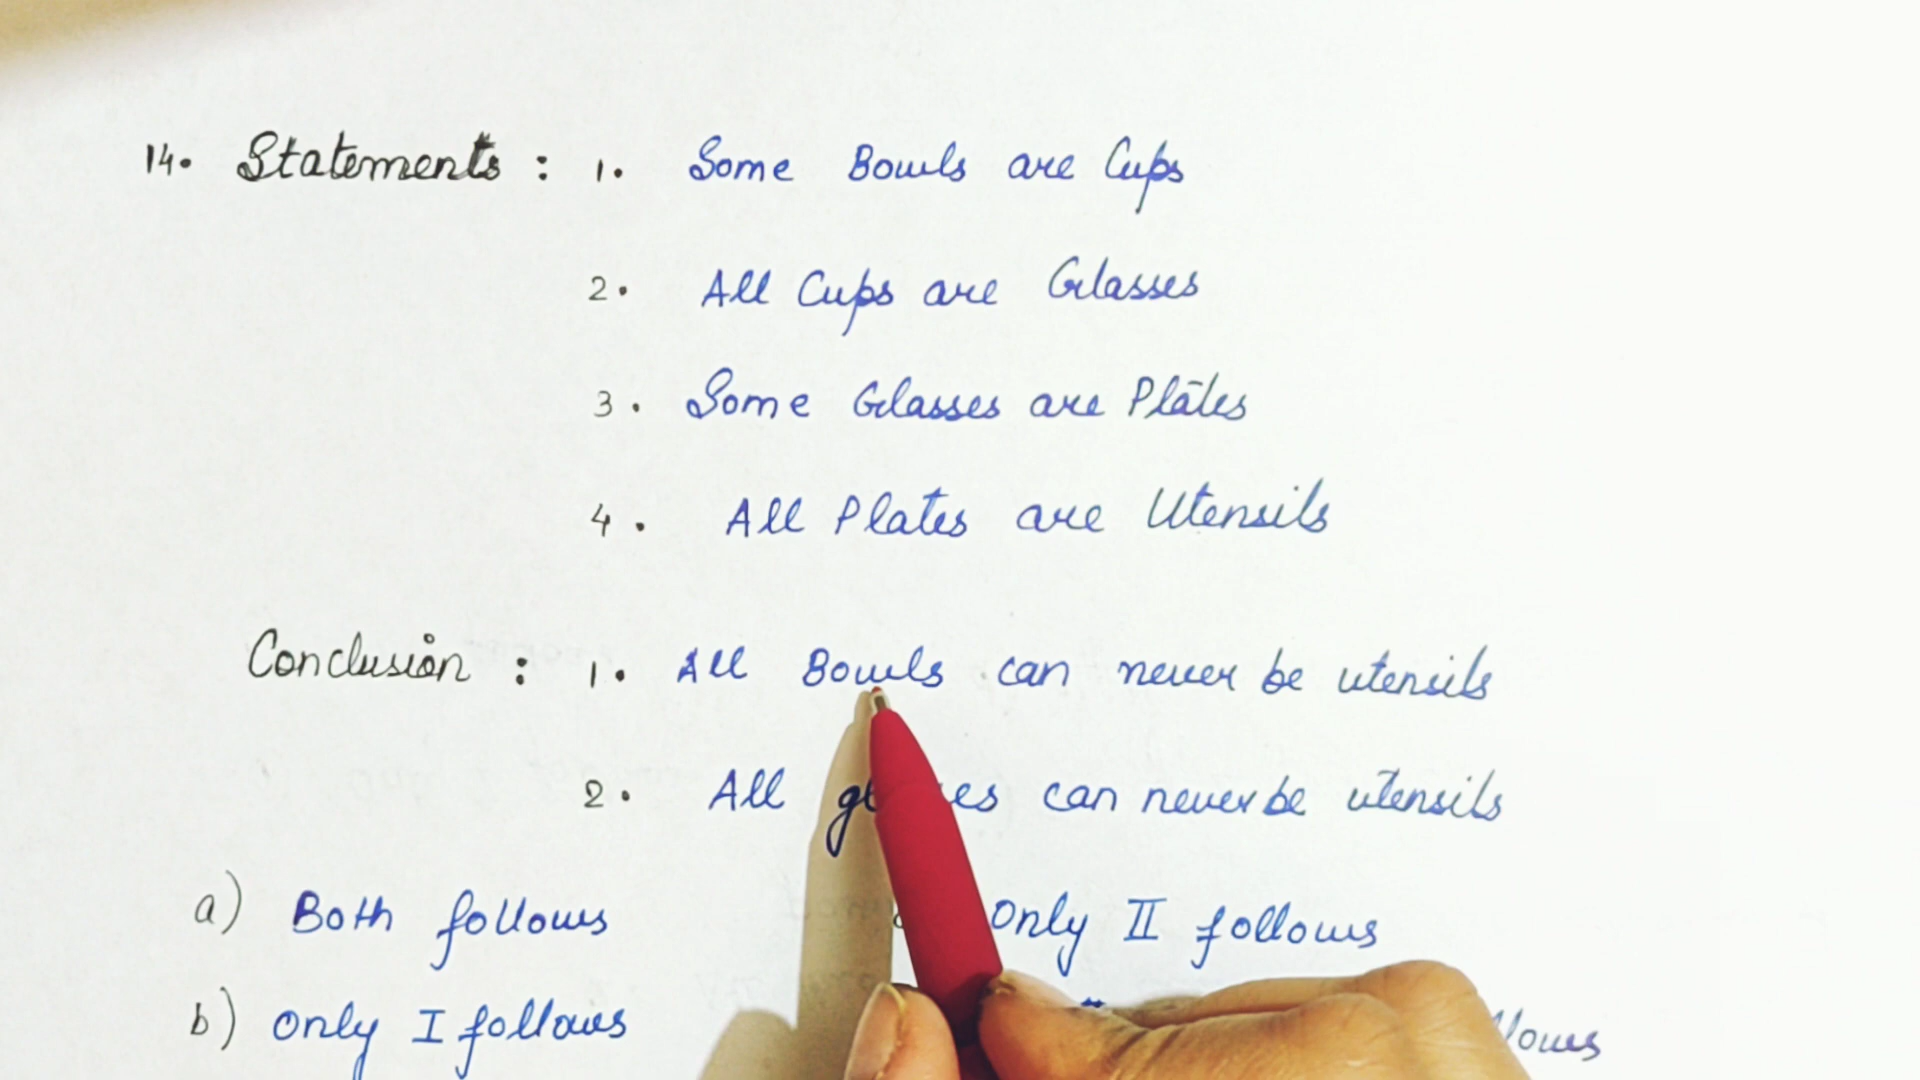 14. Statements : 1. Some Bowls are Cups
2. All Cups are Glasses
3. Some Glasses are Plates
4. All Plates are Utensils
Conclusion : 1. All Bowls can never be utensils
2. All can never be utensils
a) Both follows
only II follows
b) only I follows